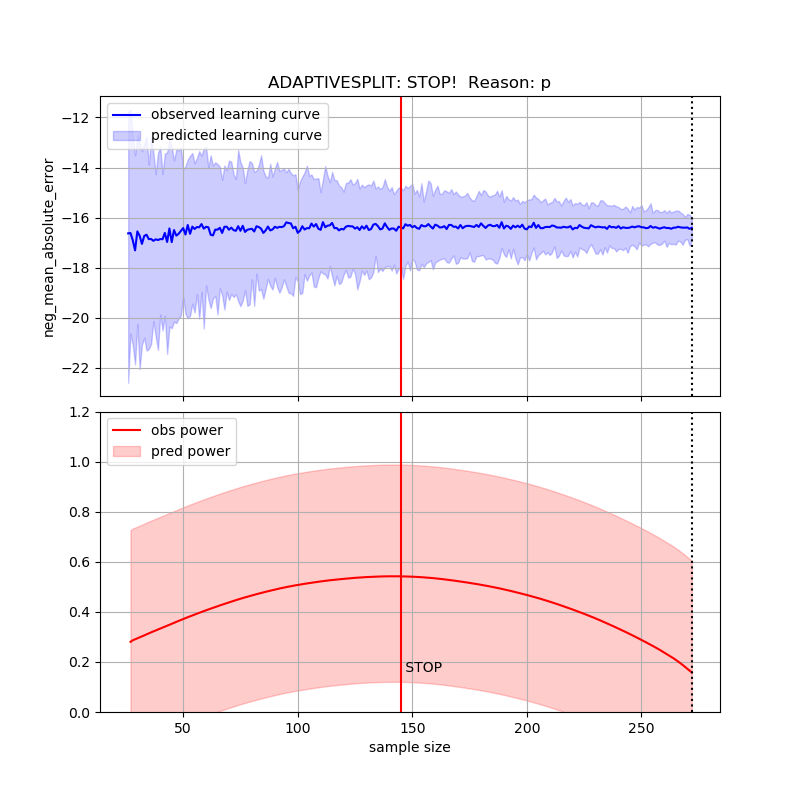 ADAPTIVESPLIT: STOP!  Reason: p
observed learning curve
predicted learning curve
neg_mean_absolute_error
−12
−14
−16
−18
−20
−22
obs power
pred power
1.2
1.0
0.8
0.6
0.4
0.2
0.0
STOP
50
100
150
200
250
sample size